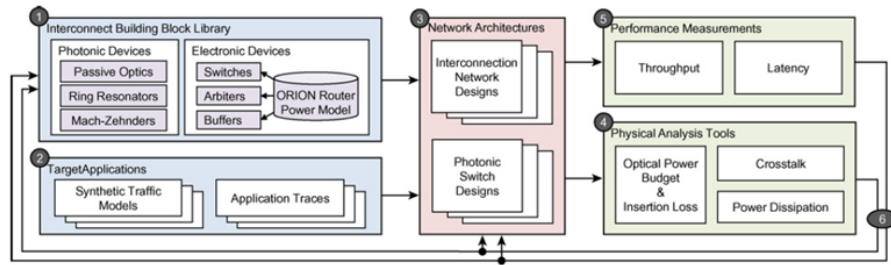 1
Interconnect Building Block Library
Photonic Devices
Passive Optics
Ring Resonators
Mach-Zehnders
Electronic Devices
Switches
Arbiters
Buffers
ORION Router
Power Model
2
TargetApplications
Synthetic Traffic
Models
Application Traces
3
Network Architectures
Interconnection
Network
Designs
Photonic
Switch
Designs
5
Performance Measurements
Throughput
Latency
4
Physical Analysis Tools
Optical Power
Budget
&
Insertion Loss
Crosstalk
Power Dissipation
6